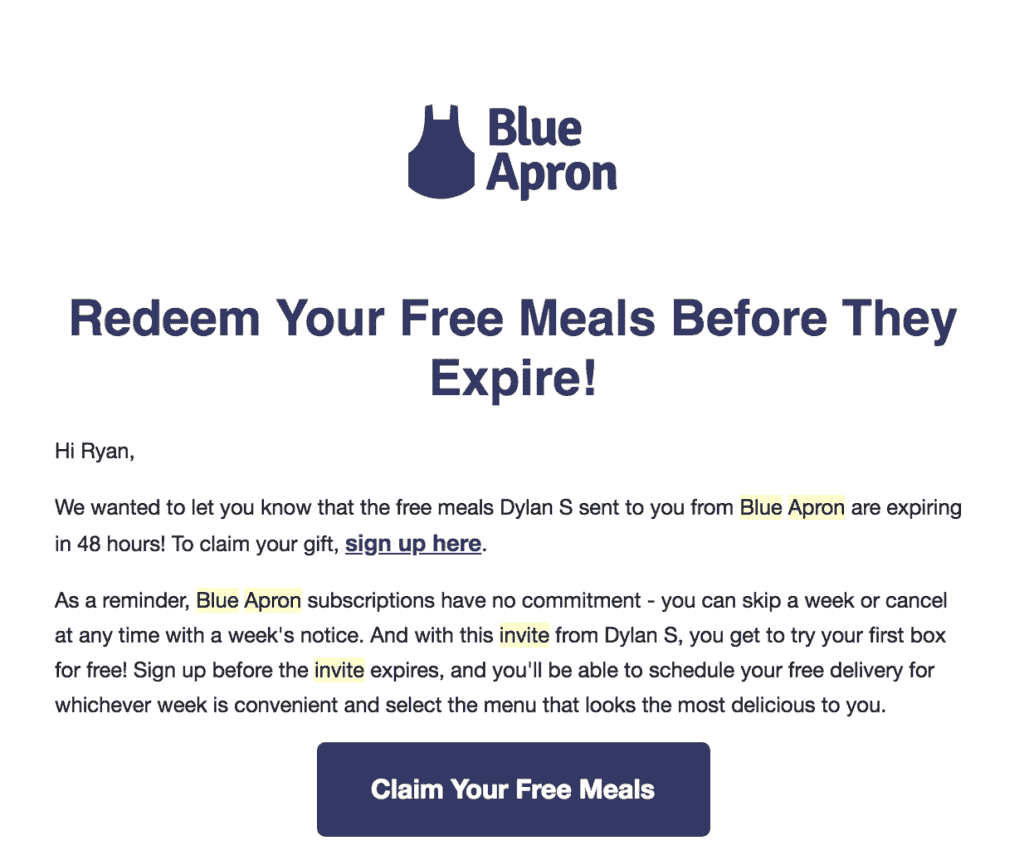 Blue
Apron
Redeem Your Free Meals Before They
Expire!
Hi Ryan,
We wanted to let you know that the free meals Dylan S sent to you from Blue Apron are expiring
in 48 hours! To claim your gift, sign up here.
As a reminder, Blue Apron subscriptions have no commitment - you can skip a week or cancel
at any time with a week's notice. And with this invite from Dylan S, you get to try your first box
for free! Sign up before the invite expires, and you'll be able to schedule your free delivery for
whichever week is convenient and select the menu that looks the most delicious to you.
Claim Your Free Meals